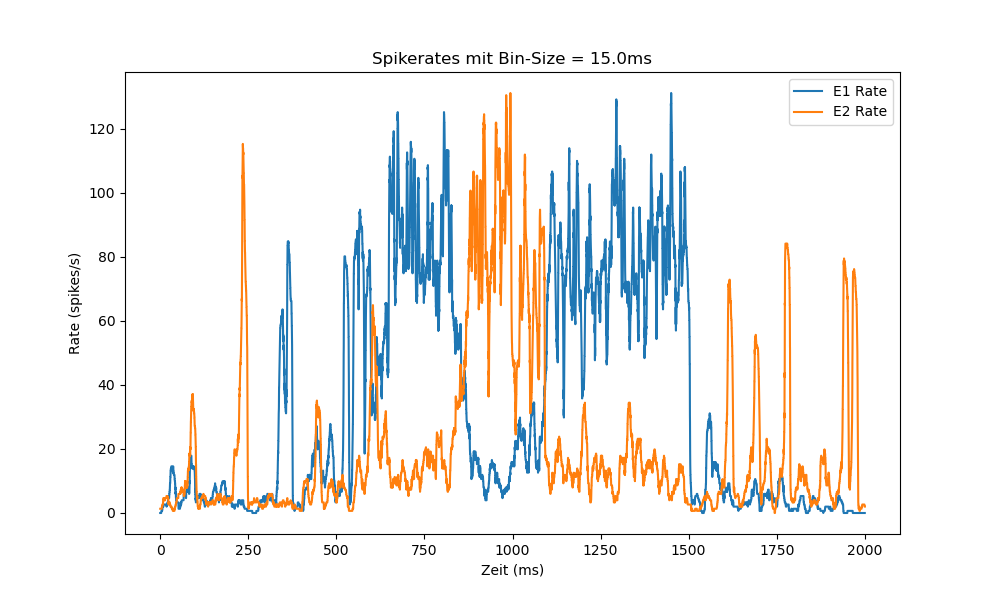 Spikerates mit Bin-Size = 15.0ms
E1 Rate
E2 Rate
Rate (spikes/s)
120
100
80
60
40
20
0
0 250 500 750 1000 1250 1500 1750 2000
Zeit (ms)